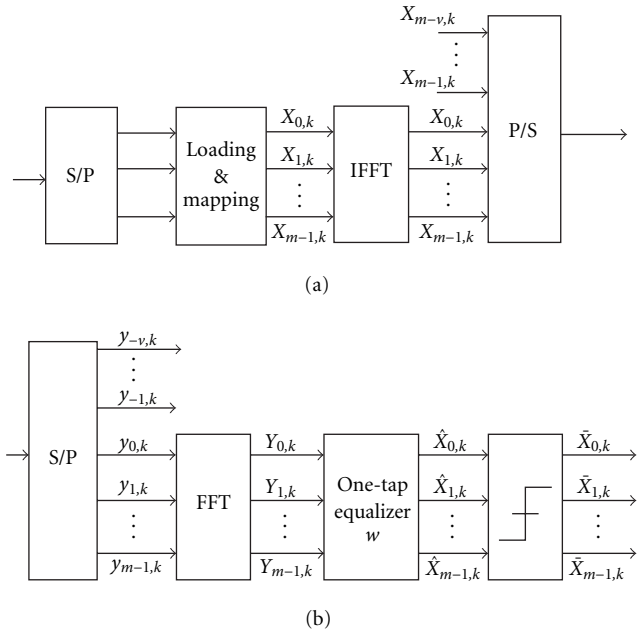 X_{m−v,k}
⋮
X_{m−1,k}
S/P
Loading
&
mapping
X_{0,k}
X_{1,k}
⋮
X_{m−1,k}
IFFT
X_{0,k}
X_{1,k}
⋮
X_{m−1,k}
P/S
(a)
S/P
y_{−v,k}
⋮
y_{−1,k}
y_{0,k}
y_{1,k}
⋮
y_{m−1,k}
FFT
Y_{0,k}
Y_{1,k}
⋮
Y_{m−1,k}
One-tap
equalizer
w
X̂_{0,k}
X̂_{1,k}
⋮
X̂_{m−1,k}
X̄_{0,k}
X̄_{1,k}
⋮
X̄_{m−1,k}
(b)